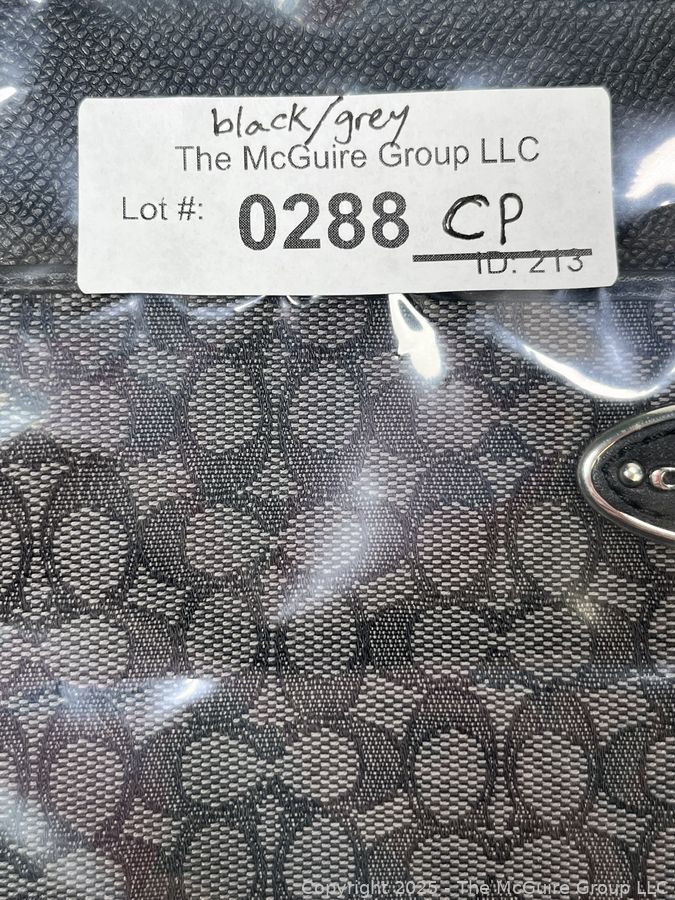 black/grey
The McGuire Group LLC
Lot #: 0288 CP
ID: 213
Copyright 2025 - The McGuire Group LLC